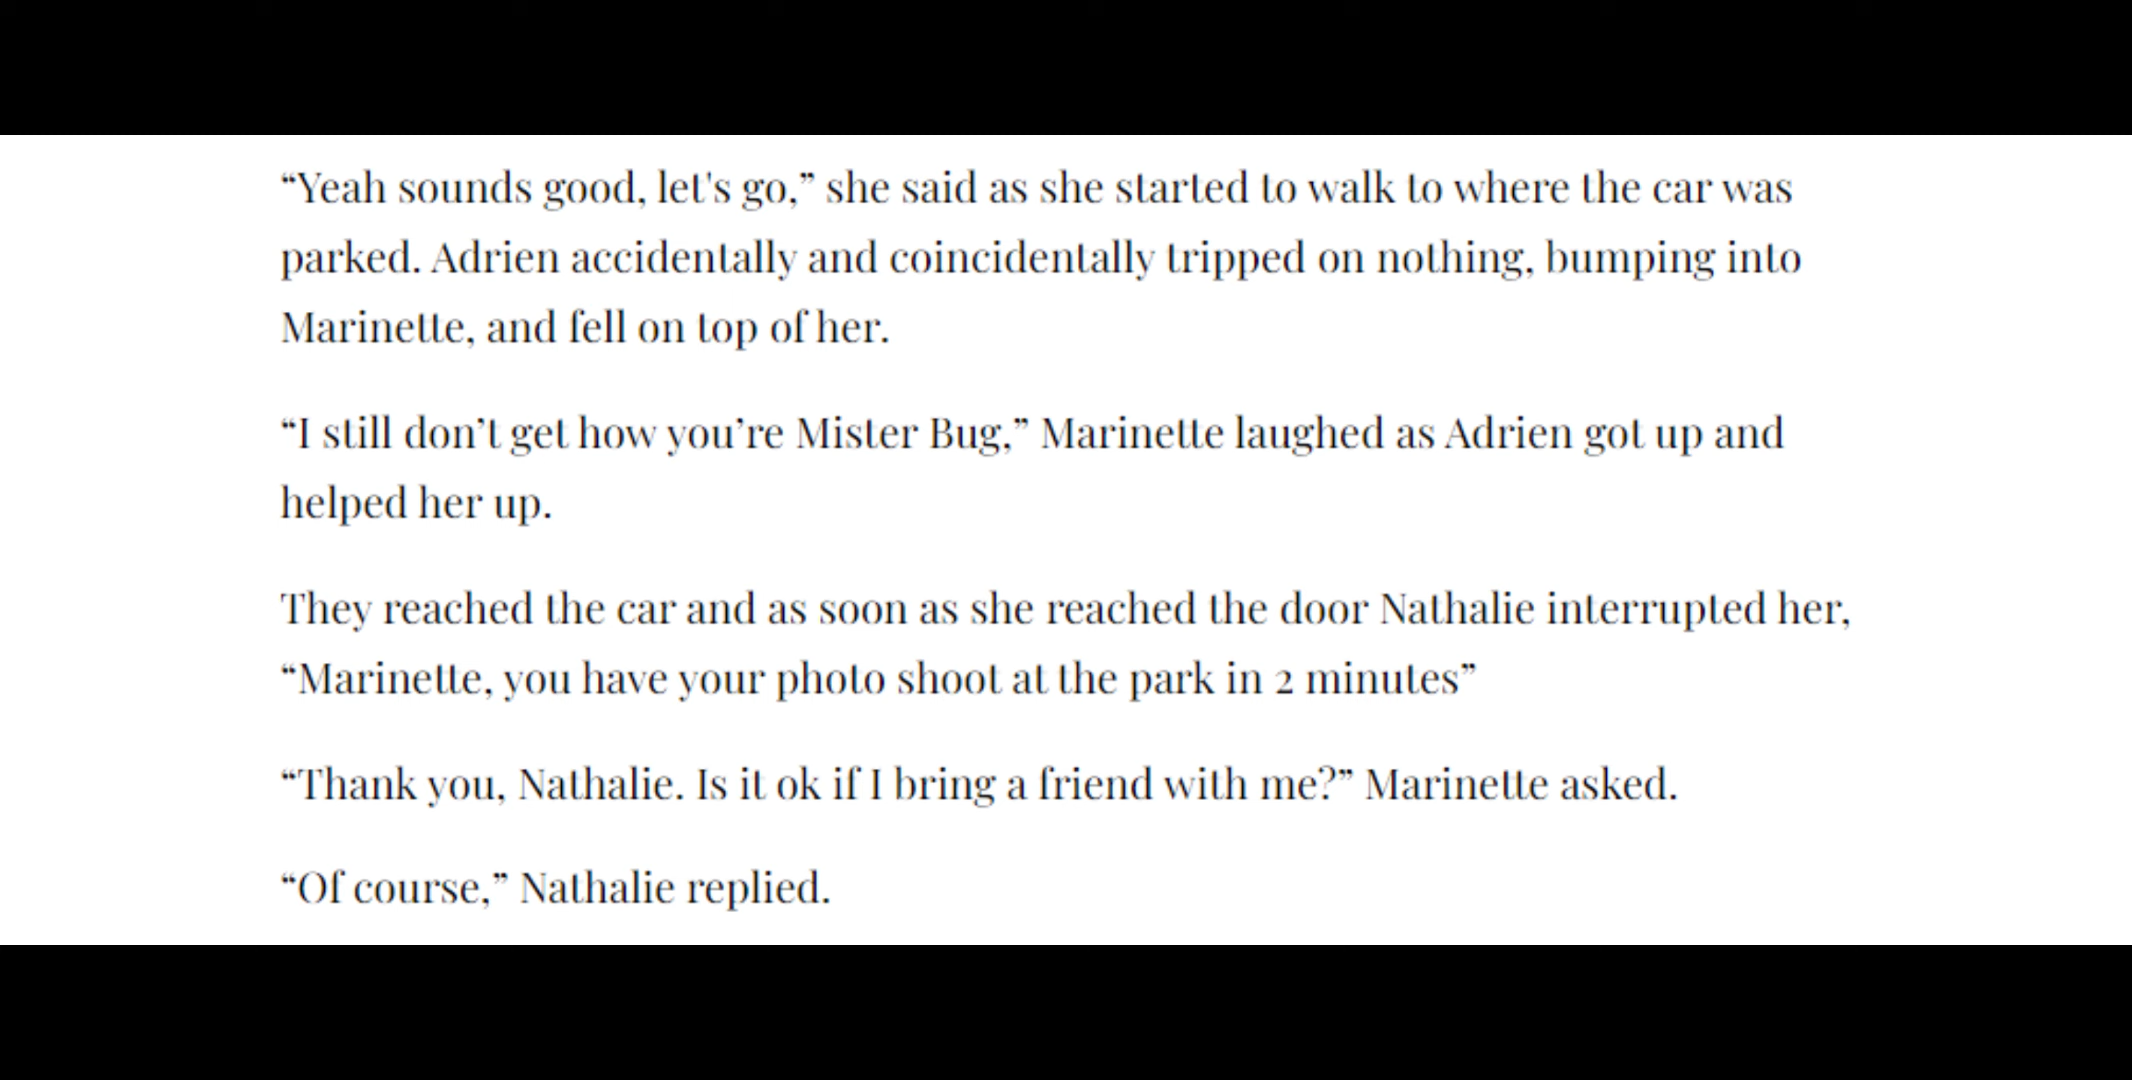 “Yeah sounds good, let's go,” she said as she started to walk to where the car was
parked. Adrien accidentally and coincidentally tripped on nothing, bumping into
Marinette, and fell on top of her.
“I still don’t get how you’re Mister Bug,” Marinette laughed as Adrien got up and
helped her up.
They reached the car and as soon as she reached the door Nathalie interrupted her,
“Marinette, you have your photo shoot at the park in 2 minutes”
“Thank you, Nathalie. Is it ok if I bring a friend with me?” Marinette asked.
“Of course,” Nathalie replied.